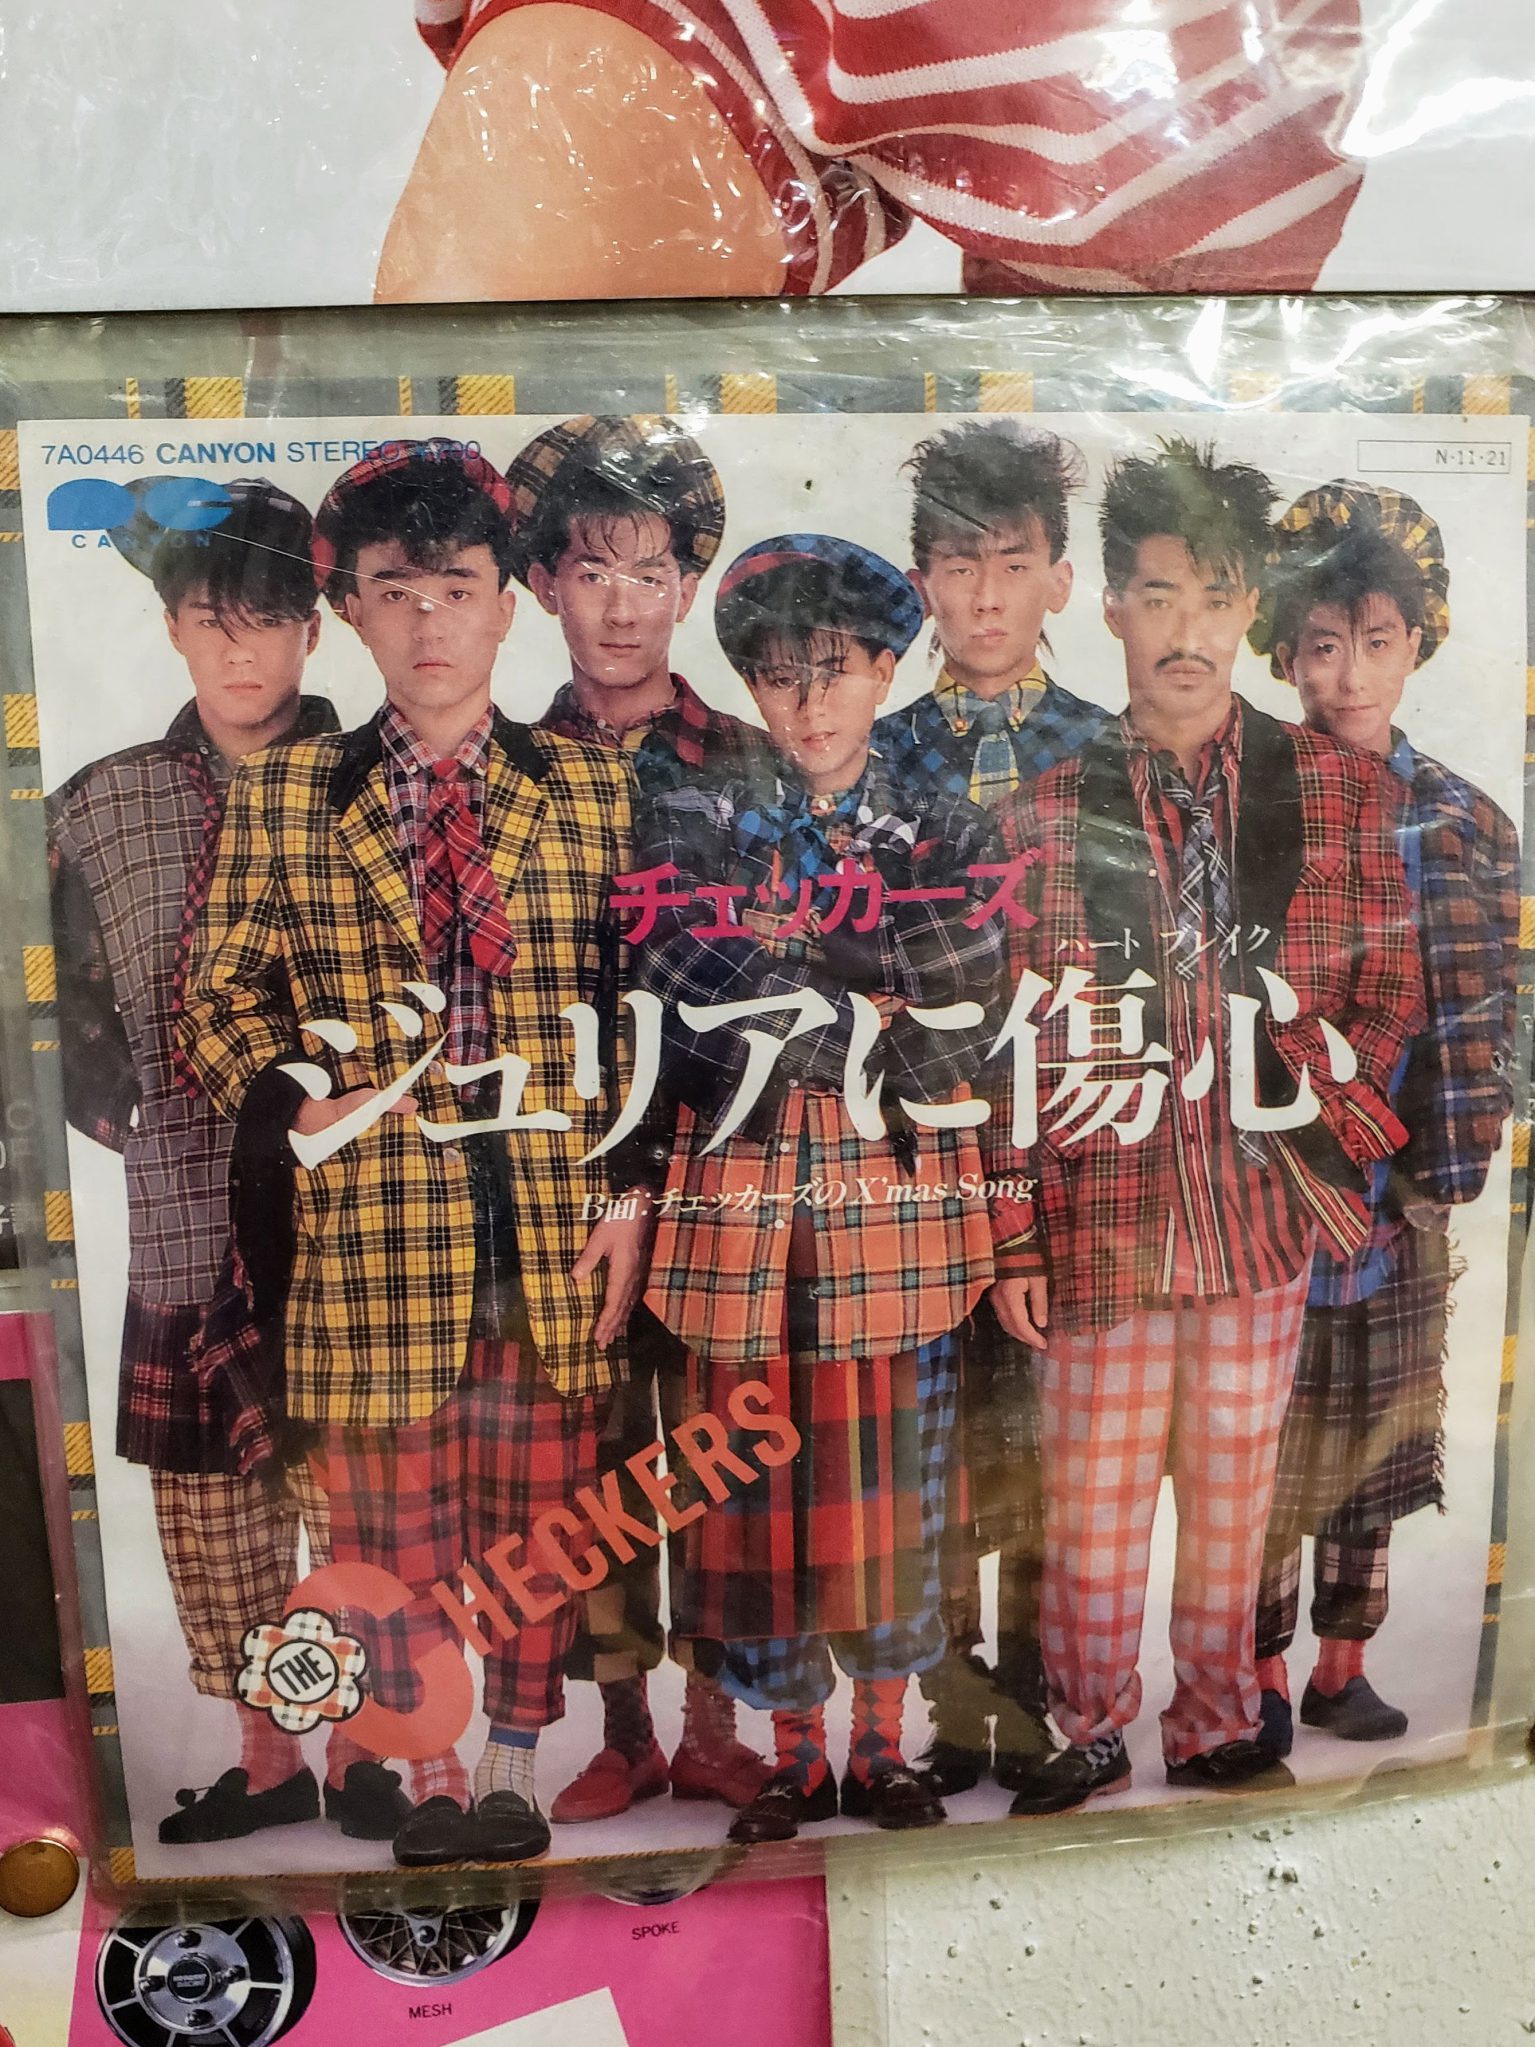 7A0446 CANYON STEREO ¥700
N・11・21
CANYON
チェッカーズ
ハート ブレイク
ジュリアに傷心
B面：チェッカーズのX'mas Song
THE CHECKERS
SPOKE
MESH